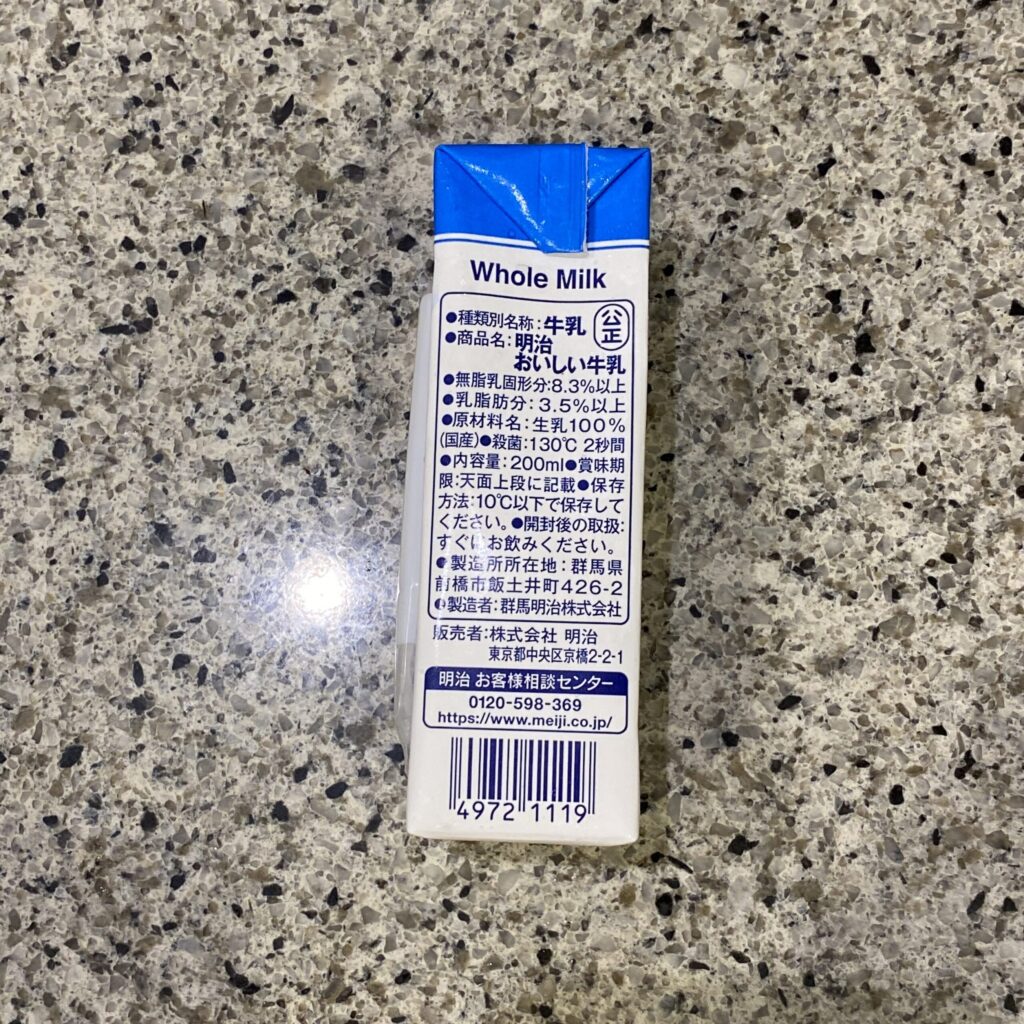 Whole Milk
●種類別名称:牛乳 公正
●商品名:明治
おいしい牛乳
●無脂乳固形分:8.3%以上
●乳脂肪分:3.5%以上
●原材料名:生乳100%
(国産)●殺菌:130℃ 2秒間
●内容量:200ml●賞味期
限:天面上段に記載●保存
方法:10℃以下で保存して
ください。●開封後の取扱:
すぐにお飲みください。
●製造所所在地:群馬県
前橋市飯土井町426-2
●製造者:群馬明治株式会社
販売者:株式会社 明治
東京都中央区京橋2-2-1
明治 お客様相談センター
0120-598-369
https://www.meiji.co.jp/
4972 1119